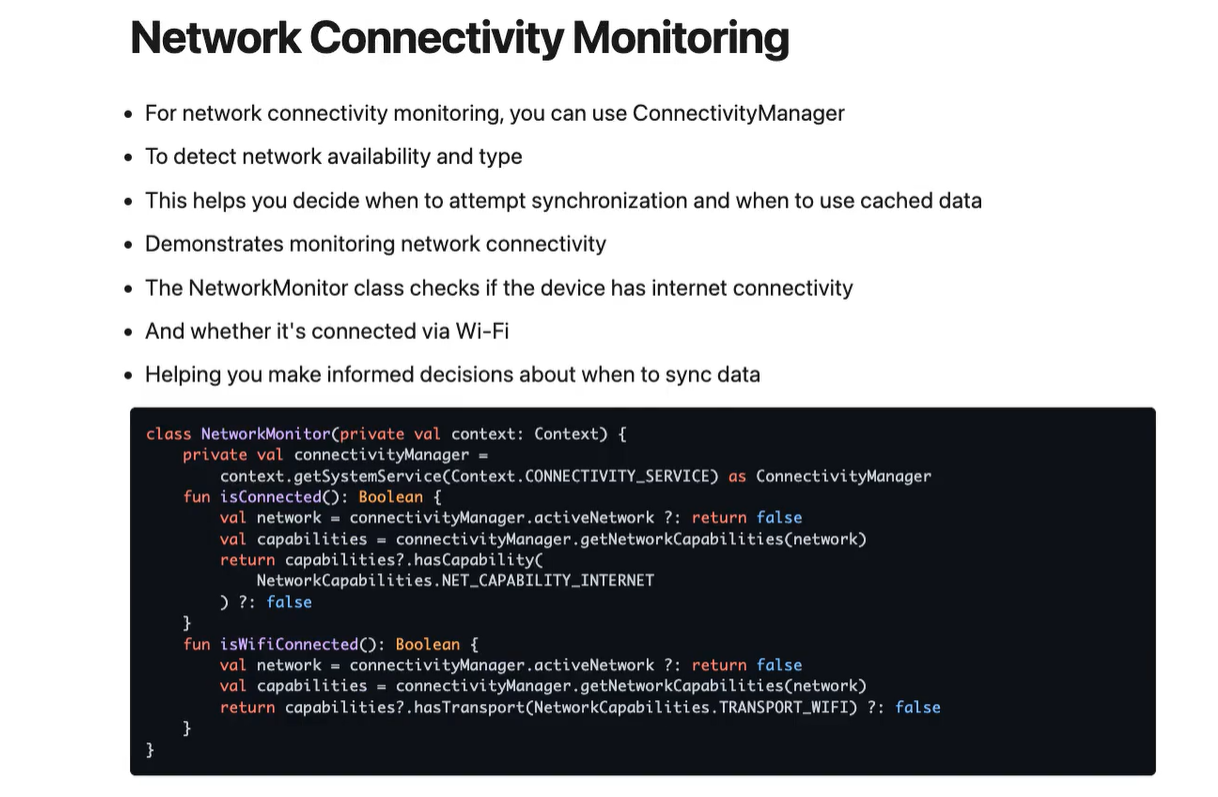 Network Connectivity Monitoring
• For network connectivity monitoring, you can use ConnectivityManager
• To detect network availability and type
• This helps you decide when to attempt synchronization and when to use cached data
• Demonstrates monitoring network connectivity
• The NetworkMonitor class checks if the device has internet connectivity
• And whether it's connected via Wi-Fi
• Helping you make informed decisions about when to sync data
class NetworkMonitor(private val context: Context) {
    private val connectivityManager =
        context.getSystemService(Context.CONNECTIVITY_SERVICE) as ConnectivityManager
    fun isConnected(): Boolean {
        val network = connectivityManager.activeNetwork ?: return false
        val capabilities = connectivityManager.getNetworkCapabilities(network)
        return capabilities?.hasCapability(
            NetworkCapabilities.NET_CAPABILITY_INTERNET
        ) ?: false
    }
    fun isWifiConnected(): Boolean {
        val network = connectivityManager.activeNetwork ?: return false
        val capabilities = connectivityManager.getNetworkCapabilities(network)
        return capabilities?.hasTransport(NetworkCapabilities.TRANSPORT_WIFI) ?: false
    }
}